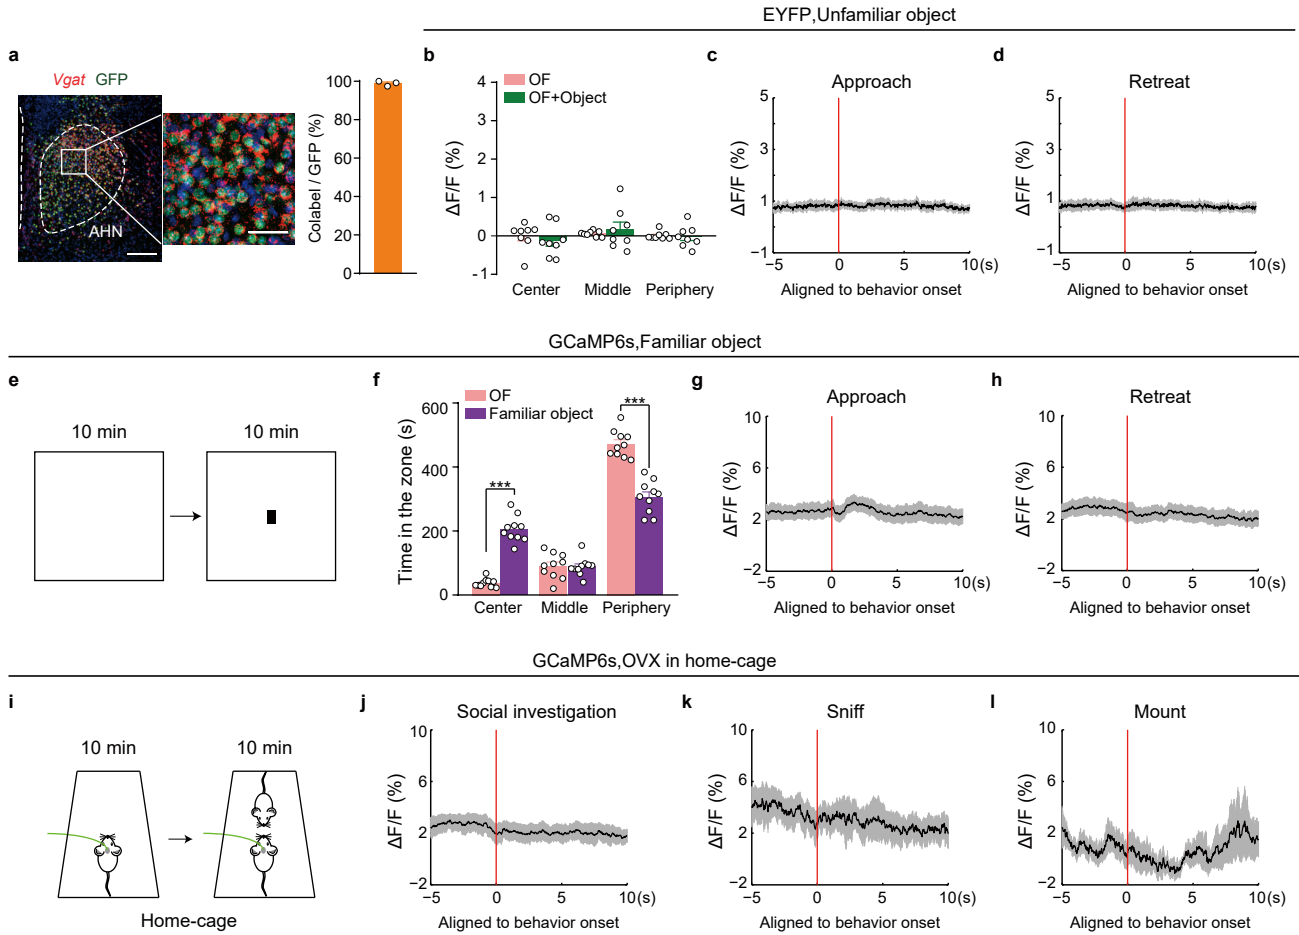 EYFP,Unfamiliar object
a
Vgat GFP
AHN
Colabel / GFP (%)
100
80
60
40
20
0
b
OF
OF+Object
ΔF/F (%)
4
3
2
1
0
-1
Center Middle Periphery
c
Approach
ΔF/F (%)
5
3
1
−1
−5 0 5 10(s)
Aligned to behavior onset
d
Retreat
ΔF/F (%)
5
3
1
−1
−5 0 5 10(s)
Aligned to behavior onset
GCaMP6s,Familiar object
e
10 min 10 min
f
OF
Familiar object
Time in the zone (s)
600
400
200
0
*** ***
Center Middle Periphery
g
Approach
ΔF/F (%)
10
6
2
−2
−5 0 5 10(s)
Aligned to behavior onset
h
Retreat
ΔF/F (%)
10
6
2
−2
−5 0 5 10(s)
Aligned to behavior onset
GCaMP6s,OVX in home-cage
i
10 min 10 min
Home-cage
j
Social investigation
ΔF/F (%)
10
6
2
−2
−5 0 5 10(s)
Aligned to behavior onset
k
Sniff
ΔF/F (%)
10
6
2
−2
−5 0 5 10(s)
Aligned to behavior onset
l
Mount
ΔF/F (%)
10
6
2
−2
−5 0 5 10(s)
Aligned to behavior onset